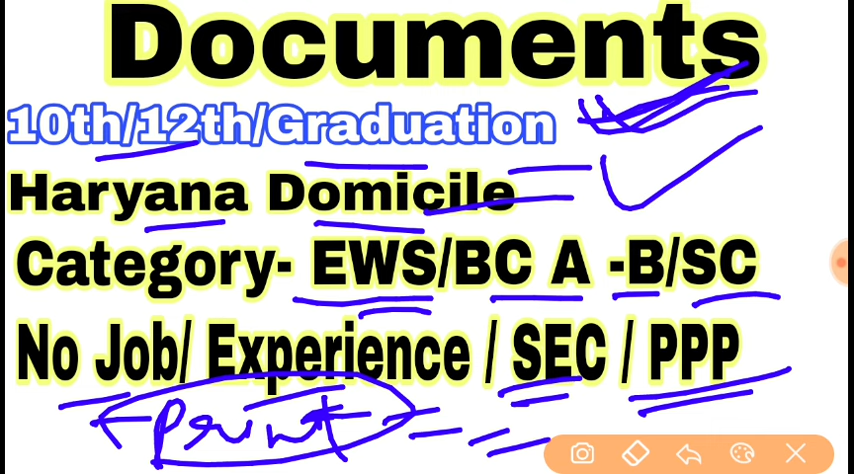 Documents
10th/12th/Graduation
Haryana Domicile
Category- EWS/BC A -B/SC
No Job/ Experience / SEC / PPP
Print